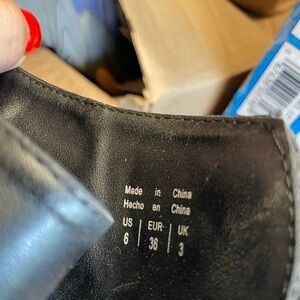 Made in China
Hecho en China
US | EUR | UK
6 | 36 | 3